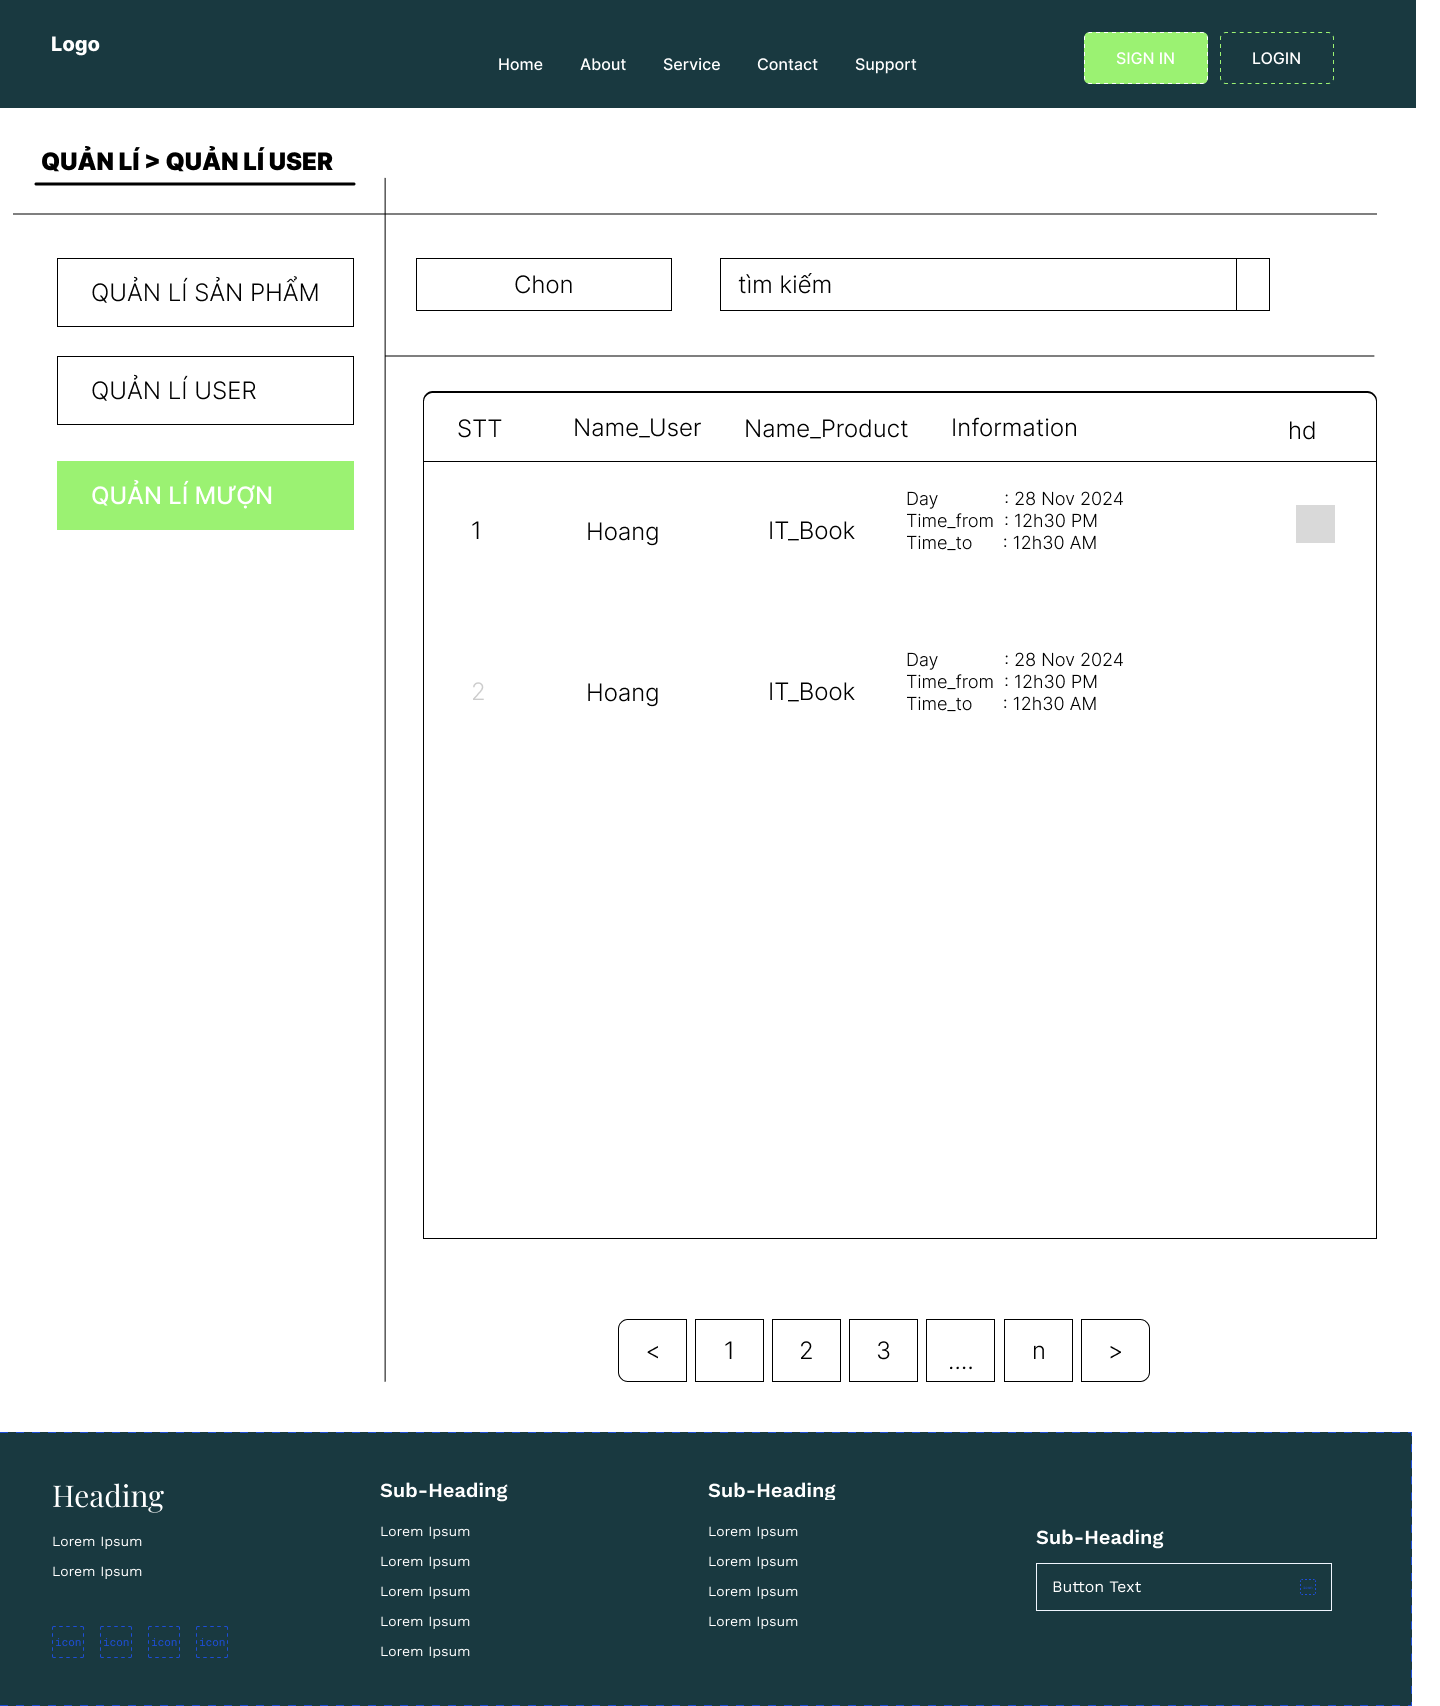 Logo
Home About Service Contact Support
SIGN IN LOGIN
QUẢN LÍ > QUẢN LÍ USER
QUẢN LÍ SẢN PHẨM
QUẢN LÍ USER
QUẢN LÍ MƯỢN
Chon
tìm kiếm
STT Name_User Name_Product Information hd
1 Hoang IT_Book
Day : 28 Nov 2024
Time_from : 12h30 PM
Time_to : 12h30 AM
2 Hoang IT_Book
Day : 28 Nov 2024
Time_from : 12h30 PM
Time_to : 12h30 AM
< 1 2 3 .... n >
Heading
Lorem Ipsum
Lorem Ipsum
icon icon icon icon
Sub-Heading
Lorem Ipsum
Lorem Ipsum
Lorem Ipsum
Lorem Ipsum
Lorem Ipsum
Sub-Heading
Lorem Ipsum
Lorem Ipsum
Lorem Ipsum
Lorem Ipsum
Sub-Heading
Button Text